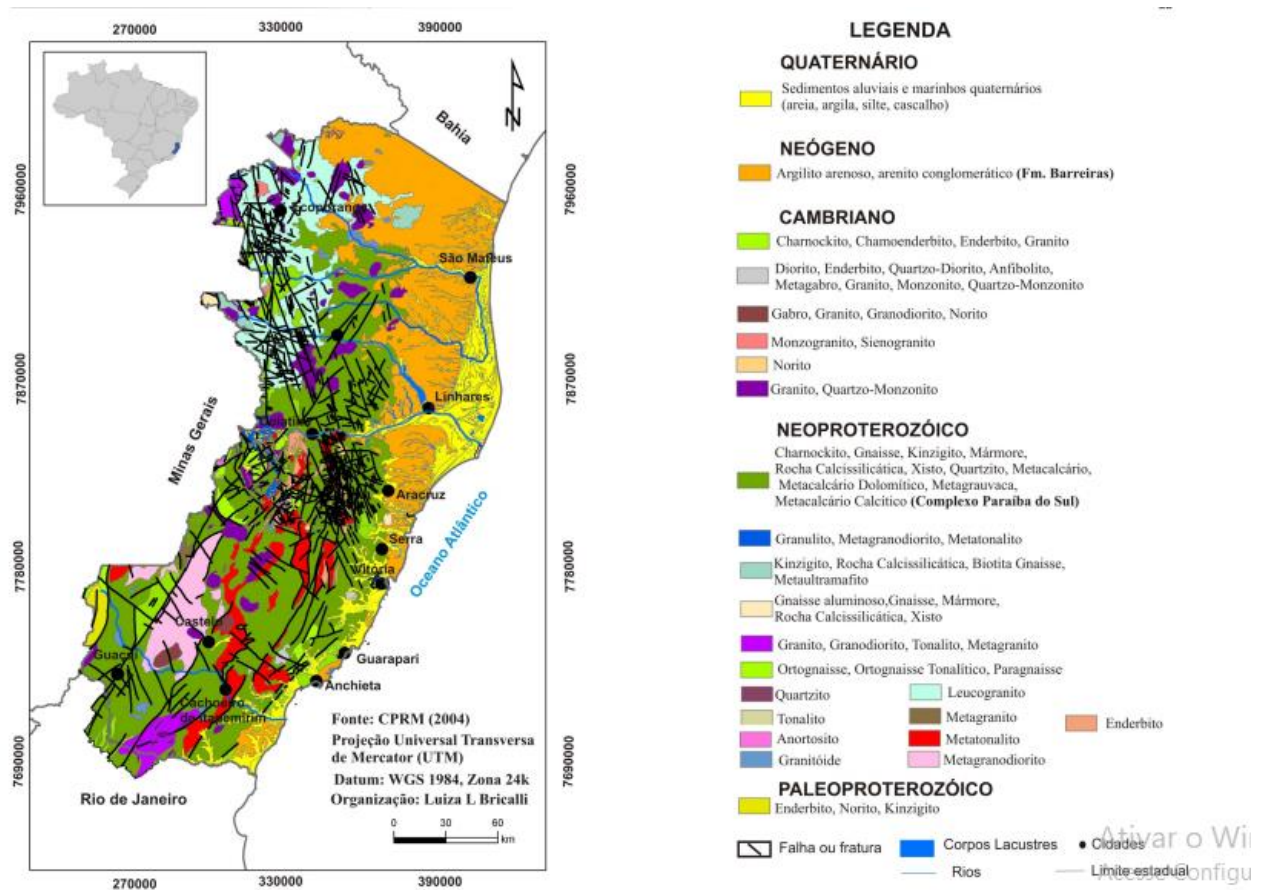 270000 330000 390000
Bahia
N
7960000 7960000
Ecoporanga
São Mateus
7870000 7870000
Linhares
Minas Gerais
Colatina
Aracruz
Serra
Oceano Atlântico
Vitória
7780000 7780000
Castelo
Guaçuí
Guarapari
Anchieta
Cachoeiro
de Itapemirim
Fonte: CPRM (2004)
Projeção Universal Transversa
de Mercator (UTM)
Datum: WGS 1984, Zona 24k
Organização: Luiza L Bricalli
7690000 7690000
Rio de Janeiro
0 30 60
km
270000 330000 390000
LEGENDA
QUATERNÁRIO
Sedimentos aluviais e marinhos quaternários
(areia, argila, silte, cascalho)
NEÓGENO
Argilito arenoso, arenito conglomerático (Fm. Barreiras)
CAMBRIANO
Charnockito, Charnoenderbito, Enderbito, Granito
Diorito, Enderbito, Quartzo-Diorito, Anfibolito,
Metagabro, Granito, Monzonito, Quartzo-Monzonito
Gabro, Granito, Granodiorito, Norito
Monzogranito, Sienogranito
Norito
Granito, Quartzo-Monzonito
NEOPROTEROZÓICO
Charnockito, Gnaisse, Kinzigito, Mármore,
Rocha Calcissilicática, Xisto, Quartzito, Metacalcário,
Metacalcário Dolomítico, Metagrauvaca,
Metacalcário Calcítico (Complexo Paraíba do Sul)
Granulito, Metagranodiorito, Metatonalito
Kinzigito, Rocha Calcissilicática, Biotita Gnaisse,
Metaultramafito
Gnaisse aluminoso,Gnaisse, Mármore,
Rocha Calcissilicática, Xisto
Granito, Granodiorito, Tonalito, Metagranito
Ortognaisse, Ortognaisse Tonalítico, Paragnaisse
Quartzito Leucogranito
Tonalito Metagranito Enderbito
Anortosito Metatonalito
Granitóide Metagranodiorito
PALEOPROTEROZÓICO
Enderbito, Norito, Kinzigito
Falha ou fratura Corpos Lacustres Cidades
Rios Limite estadual
Ativar o Wi
Acesse Configu